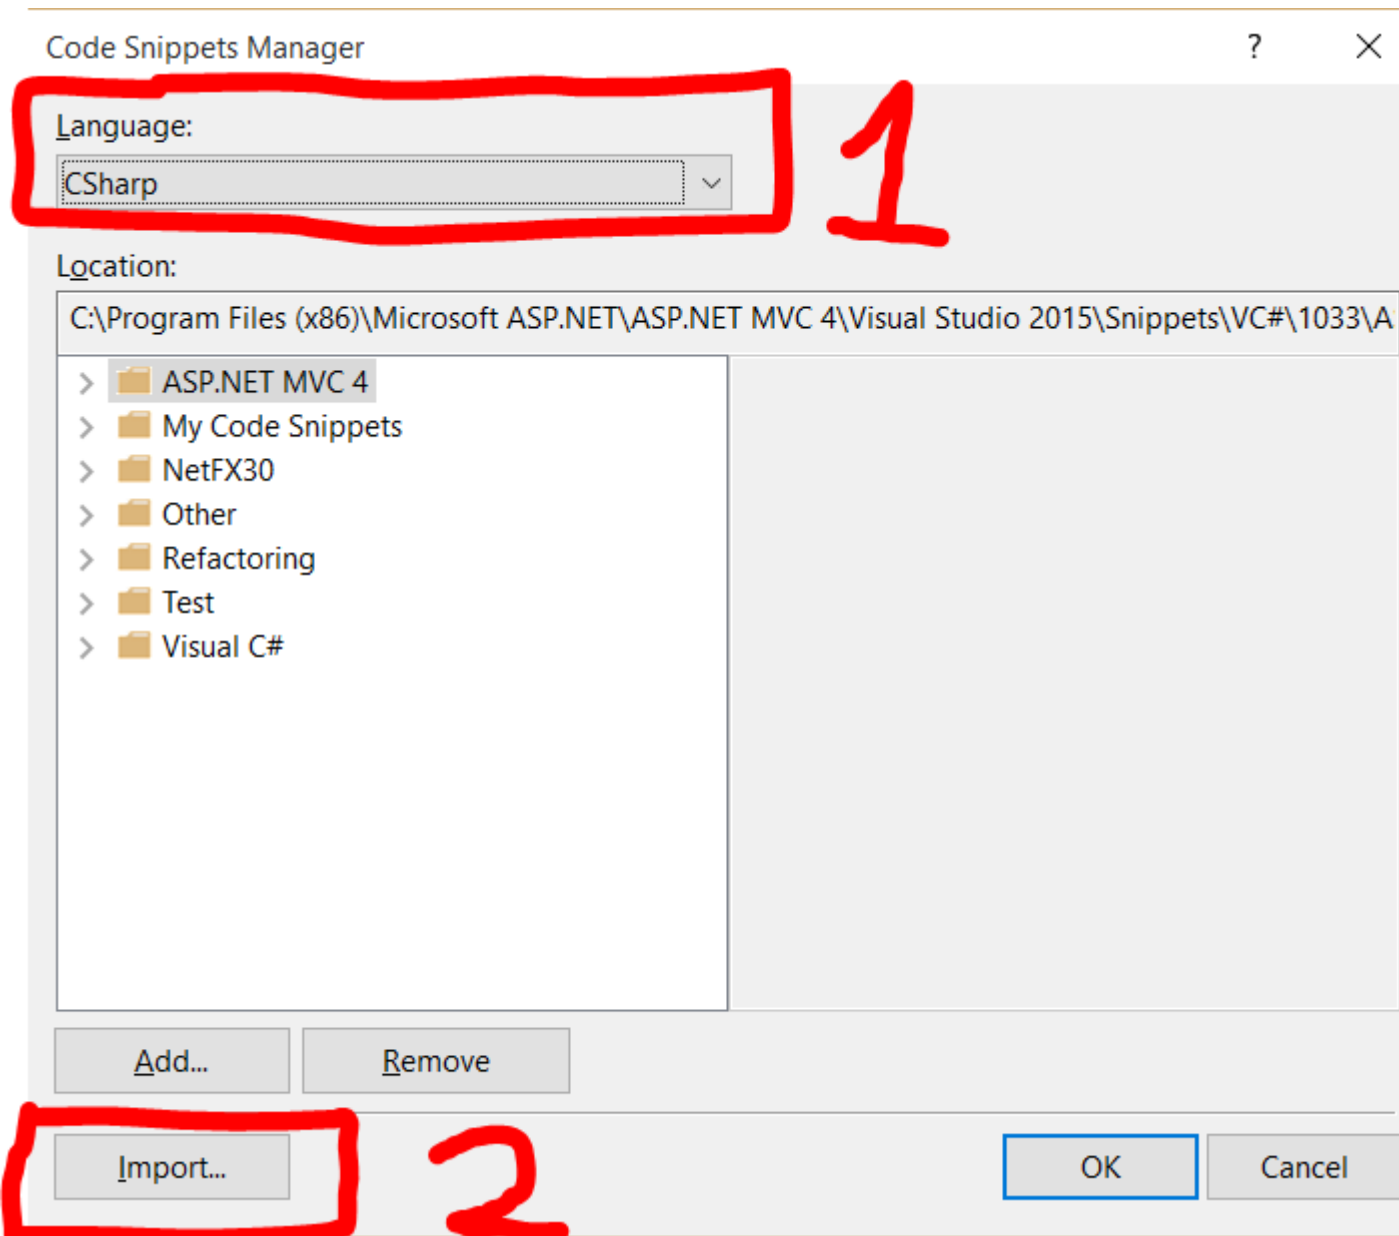 Code Snippets Manager ?
1
Language:
CSharp
Location:
C:\Program Files (x86)\Microsoft ASP.NET\ASP.NET MVC 4\Visual Studio 2015\Snippets\VC#\1033\A
ASP.NET MVC 4
My Code Snippets
NetFX30
Other
Refactoring
Test
Visual C#
Add... Remove
Import... 2 OK Cancel